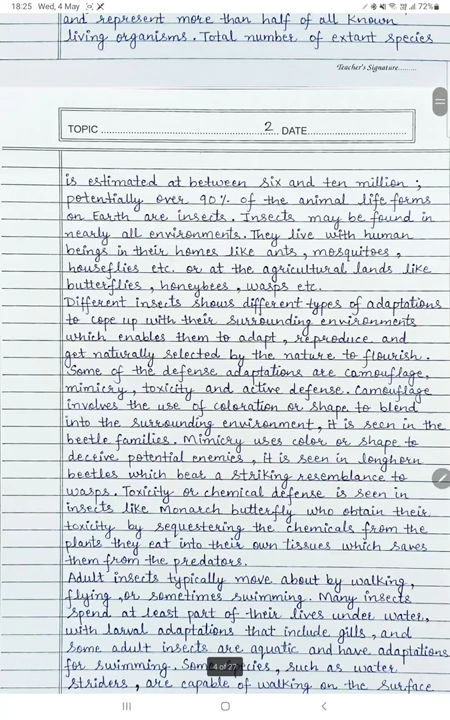 18:25 Wed, 4 May
72%
and represent more than half of all known
living organisms. Total number of extant species
Teacher's Signature..........
TOPIC .......................................................... 2 DATE..............................
is estimated at between six and ten million ;
potentially over 90% of the animal life forms
on Earth are insects. Insects may be found in
nearly all environments. They live with human
beings in their homes like ants, mosquitoes,
houseflies etc. or at the agricultural lands like
butterflies, honeybees, wasps etc.
Different insects shows different types of adaptations
to cope up with their surrounding environments
which enables them to adapt, reproduce and
get naturally selected by the nature to flourish.
Some of the defense adaptations are camouflage,
mimicry, toxicity and active defense. Camouflage
involves the use of coloration or shape to blend
into the surrounding environment, it is seen in the
beetle families. Mimicry uses color or shape to
deceive potential enemies, it is seen in longhorn
beetles which bear a striking resemblance to
wasps. Toxicity or chemical defense is seen in
insects like Monarch butterfly who obtain their
toxicity by sequestering the chemicals from the
plants they eat into their own tissues which saves
them from the predators.
Adult insects typically move about by walking,
flying, or sometimes swimming. Many insects
spend at least part of their lives under water,
with larval adaptations that include gills, and
some adult insects are aquatic and have adaptations
for swimming. Some species, such as water
4 of 27
striders, are capable of walking on the surface